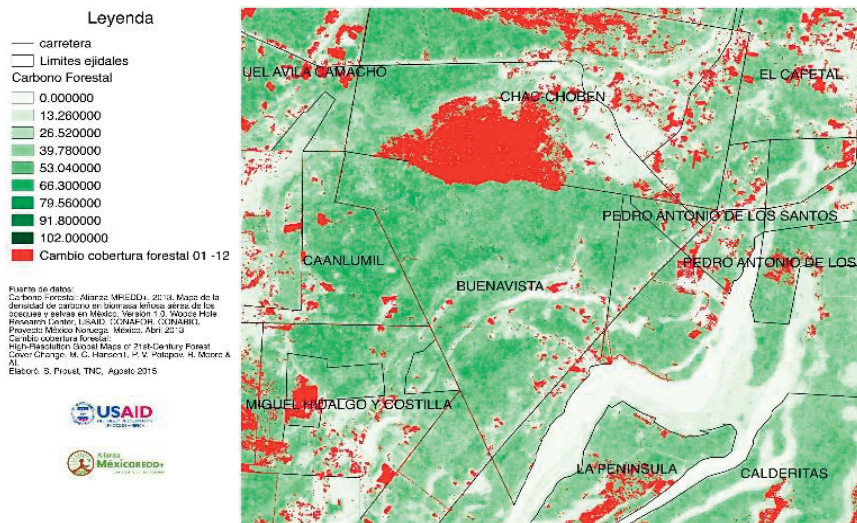 Leyenda
carretera
Limites ejidales
Carbono Forestal
0.000000
13.260000
26.520000
39.780000
53.040000
66.300000
79.560000
91.800000
102.000000
Cambio cobertura forestal 01 -12
Fuente de datos:
Carbono Forestal: Alianza MREDD+. 2013. Mapa de la
densidad de carbono en biomasa leñosa aérea de los
bosques y selvas en México. Versión 1.0. Woods Hole
Research Center, USAID, CONAFOR, CONABIO,
Proyecto México Noruega. México. Abril 2013
Cambio cobertura forestal:
High-Resolution Global Maps of 21st-Century Forest
Cover Change. M. C. Hansen1, P. V. Potapov, R. Moore &
Al.
Elaboró. S. Proust, TNC, Agosto 2015
USAID
Alianza
MéxicoREDD+
UEL AVILA CAMACHO
EL CAFETAL
CHAC-CHOBEN
PEDRO ANTONIO DE LOS SANTOS
CAANLUMIL
PEDRO ANTONIO DE LOS
BUENAVISTA
MIGUEL HIDALGO Y COSTILLA
LA PENINSULA
CALDERITAS